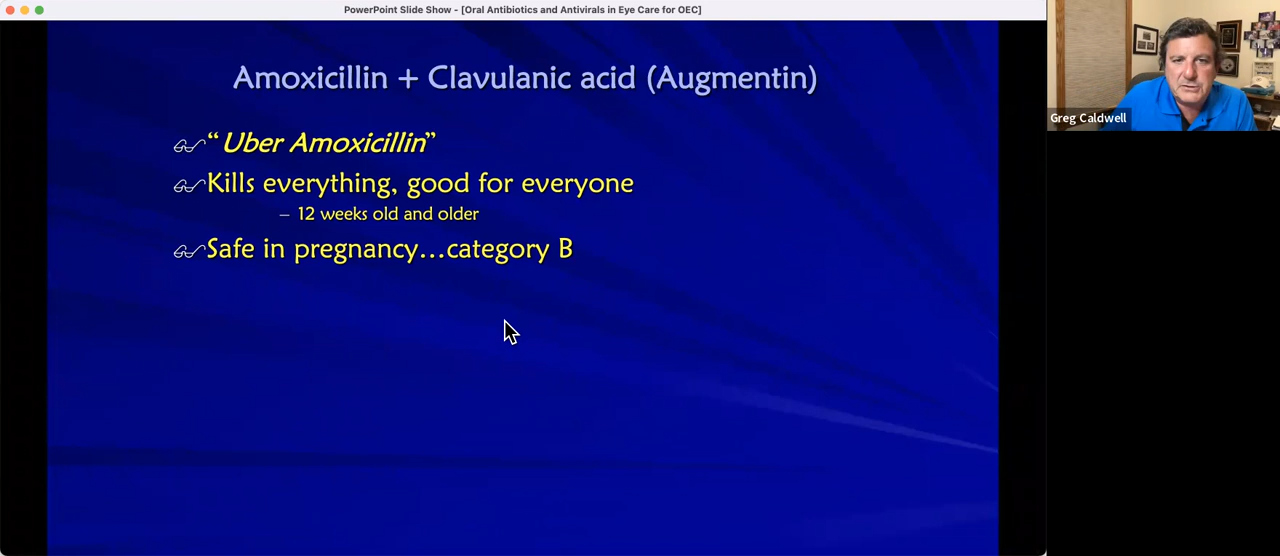 PowerPoint Slide Show - [Oral Antibiotics and Antivirals in Eye Care for OEC]
Amoxicillin + Clavulanic acid (Augmentin)
“Uber Amoxicillin”
Kills everything, good for everyone
– 12 weeks old and older
Safe in pregnancy…category B
Greg Caldwell